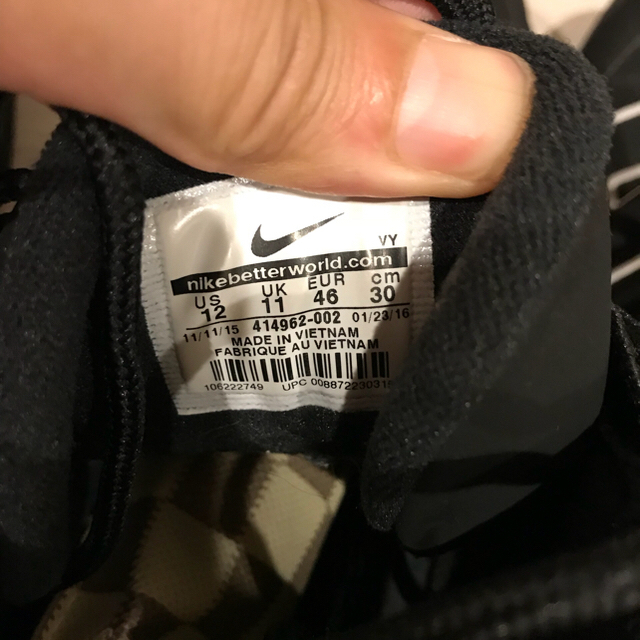 VY
nikebetterworld.com
US UK EUR cm
12 11 46 30
11/11/15 414962-002 01/23/16
MADE IN VIETNAM
FABRIQUE AU VIETNAM
106222749 UPC 00887223031